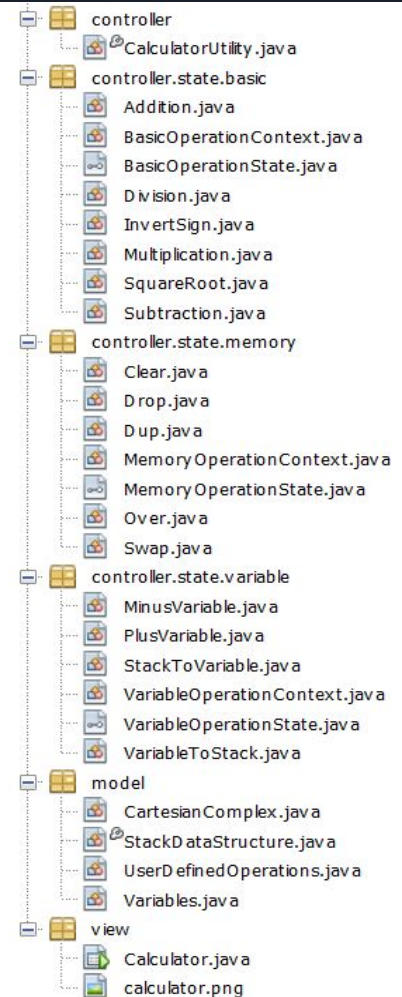 controller
CalculatorUtility.java
controller.state.basic
Addition.java
BasicOperationContext.java
BasicOperationState.java
Division.java
InvertSign.java
Multiplication.java
SquareRoot.java
Subtraction.java
controller.state.memory
Clear.java
Drop.java
Dup.java
MemoryOperationContext.java
MemoryOperationState.java
Over.java
Swap.java
controller.state.variable
MinusVariable.java
PlusVariable.java
StackToVariable.java
VariableOperationContext.java
VariableOperationState.java
VariableToStack.java
model
CartesianComplex.java
StackDataStructure.java
UserDefinedOperations.java
Variables.java
view
Calculator.java
calculator.png